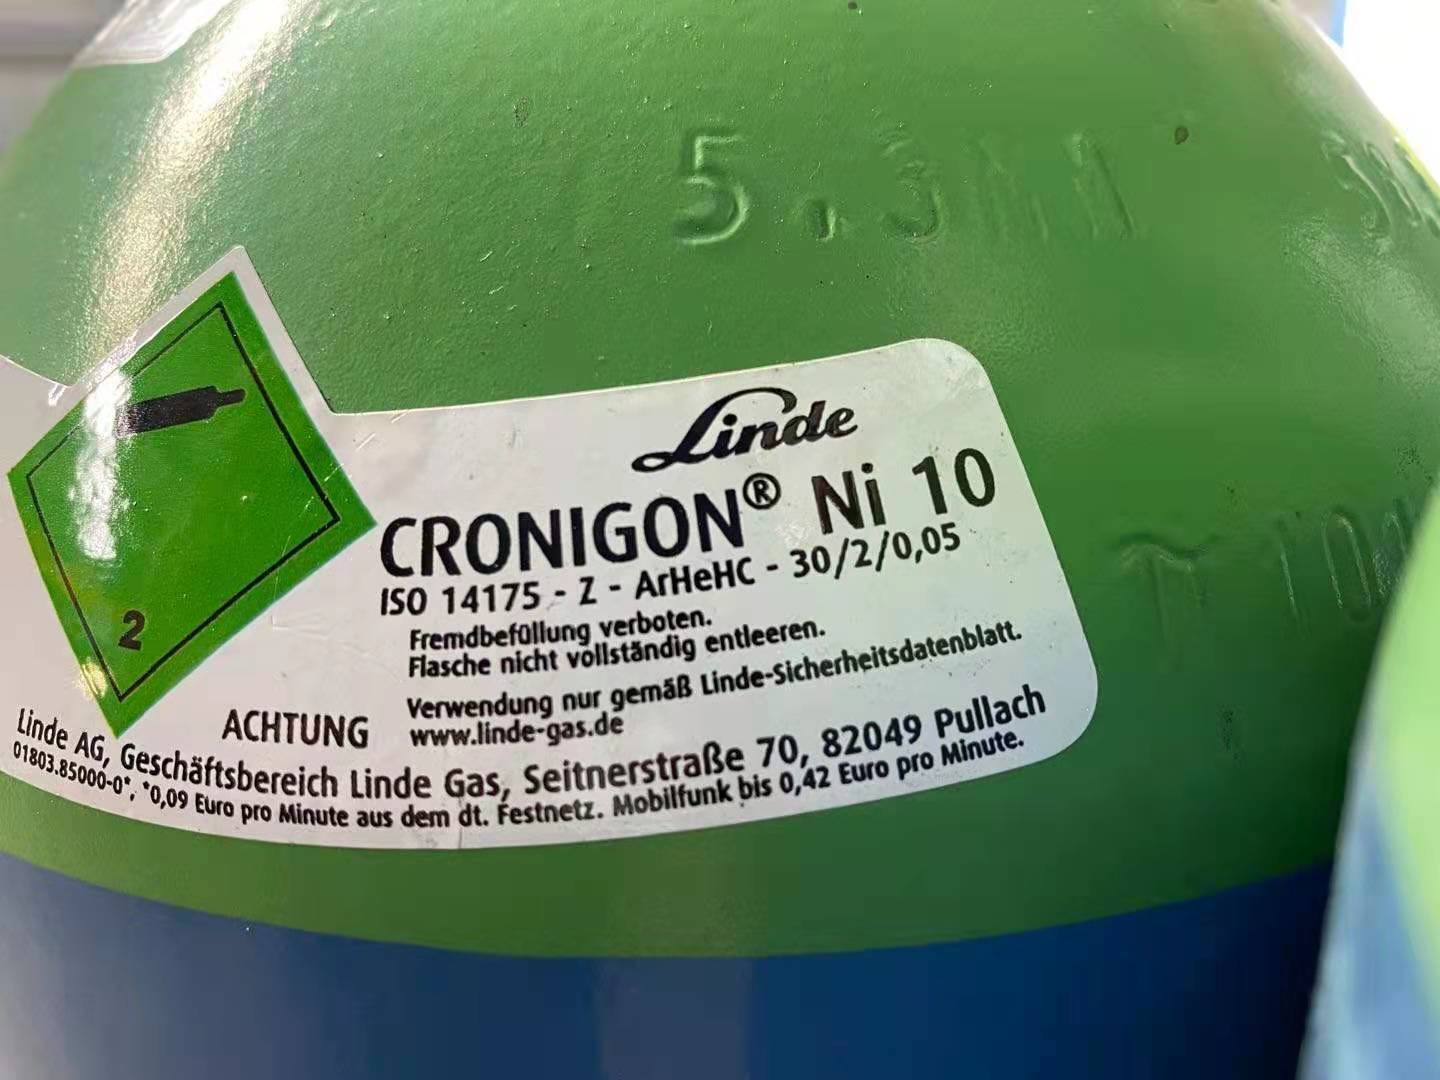 5.3MM
2
Linde
CRONIGON® Ni 10
ISO 14175 - Z - ArHeHC - 30/2/0,05
Fremdbefüllung verboten.
Flasche nicht vollständig entleeren.
Verwendung nur gemäß Linde-Sicherheitsdatenblatt.
ACHTUNG www.linde-gas.de
Linde AG, Geschäftsbereich Linde Gas, Seitnerstraße 70, 82049 Pullach
01803.85000-0*, *0,09 Euro pro Minute aus dem dt. Festnetz. Mobilfunk bis 0,42 Euro pro Minute.